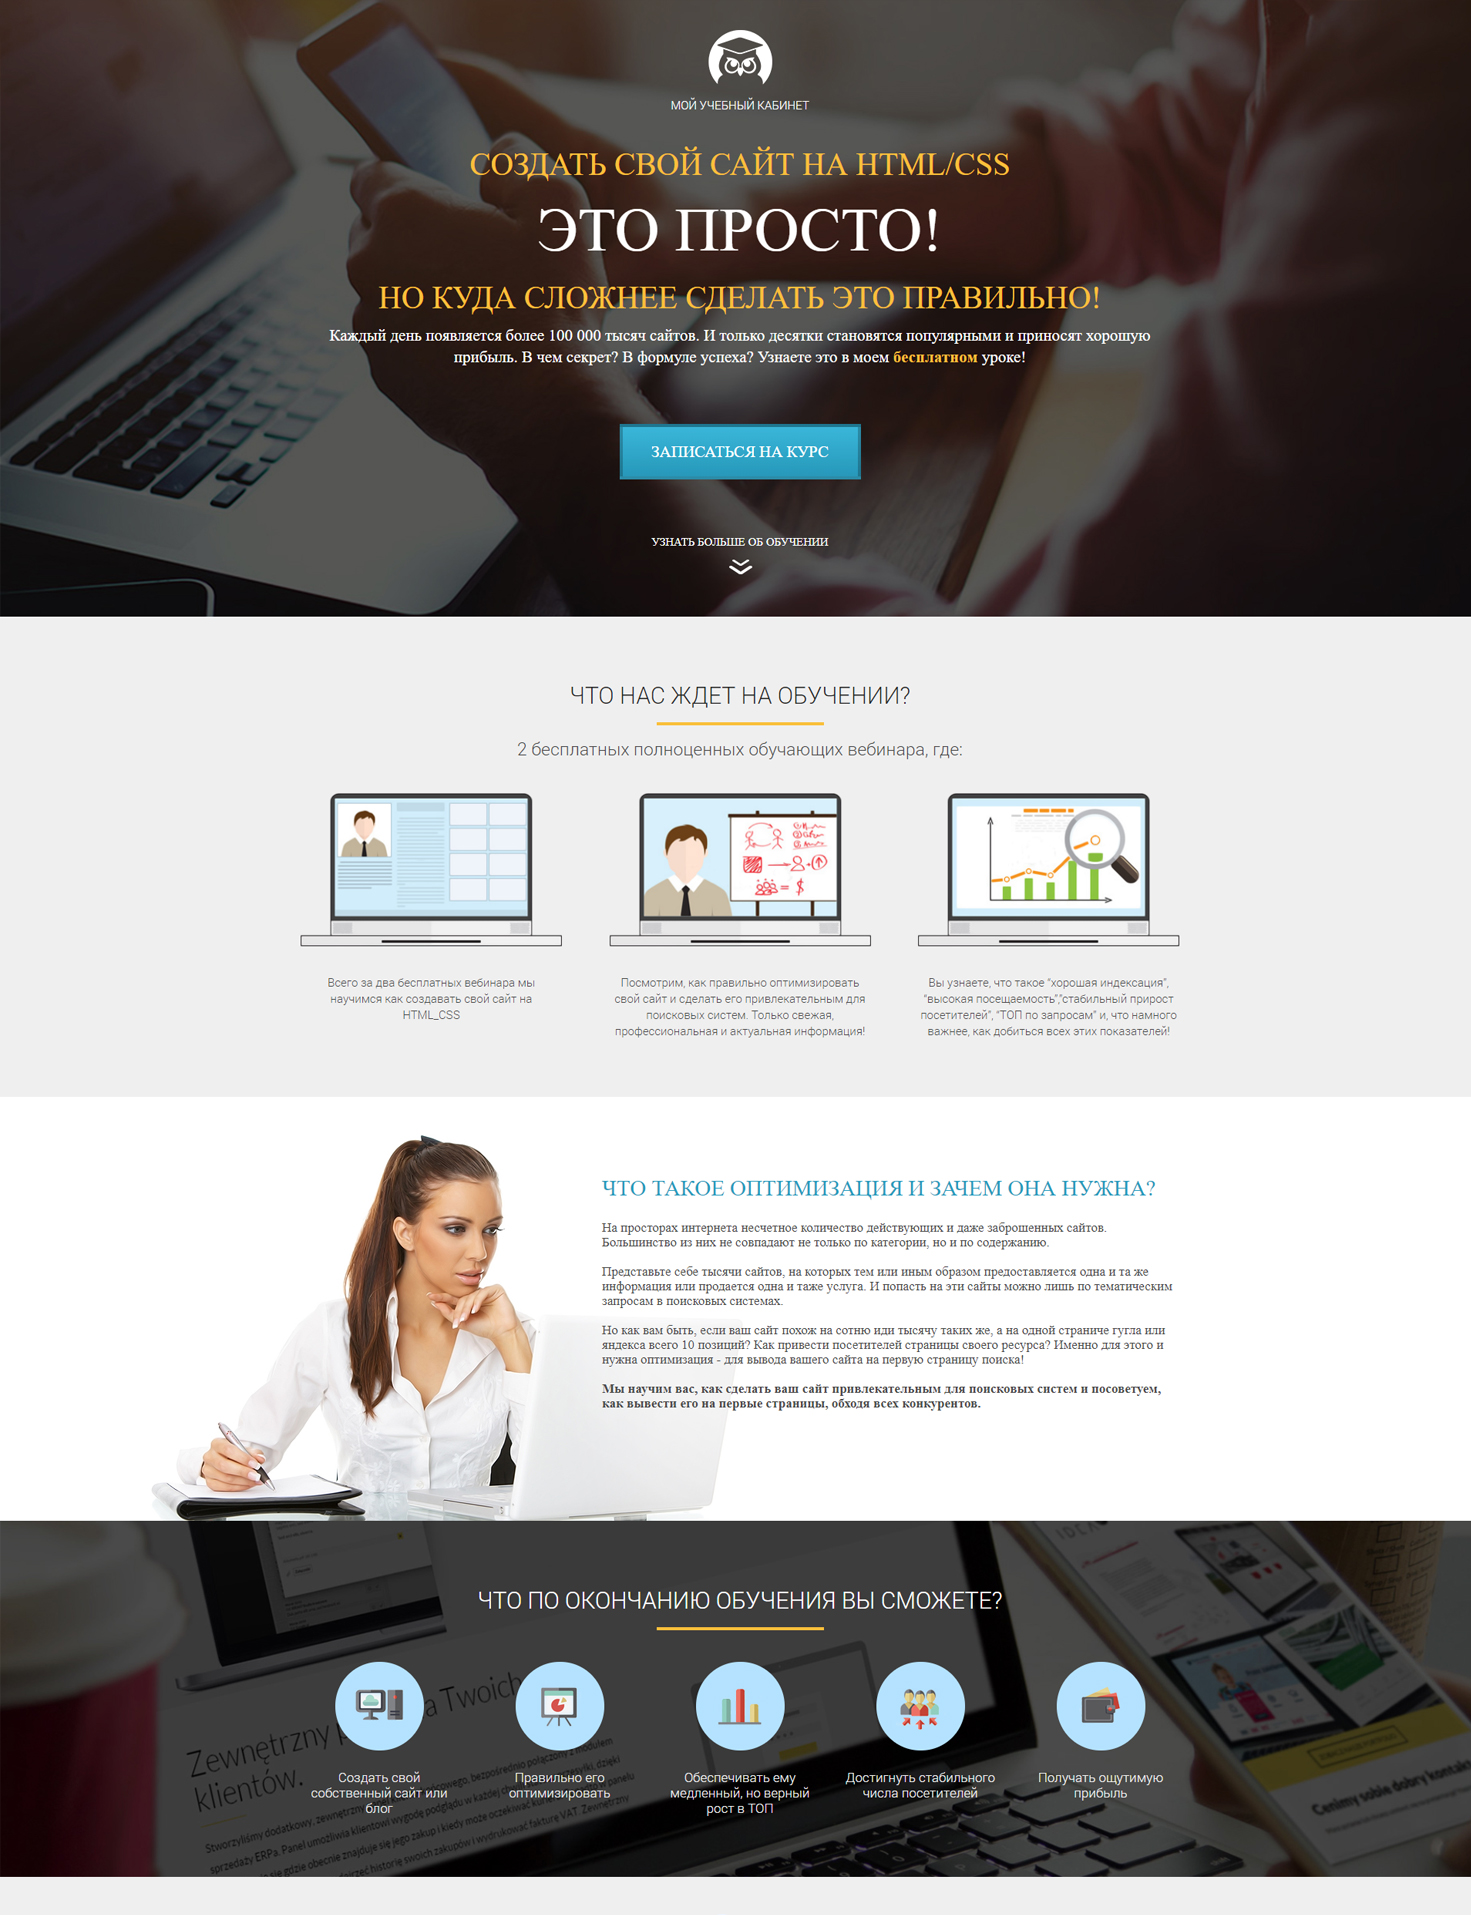 МОЙ УЧЕБНЫЙ КАБИНЕТ
СОЗДАТЬ СВОЙ САЙТ НА HTML/CSS
ЭТО ПРОСТО!
НО КУДА СЛОЖНЕЕ СДЕЛАТЬ ЭТО ПРАВИЛЬНО!
Каждый день появляется более 100 000 тысяч сайтов. И только десятки становятся популярными и приносят хорошую
прибыль. В чем секрет? В формуле успеха? Узнаете это в моем бесплатном уроке!
ЗАПИСАТЬСЯ НА КУРС
УЗНАТЬ БОЛЬШЕ ОБ ОБУЧЕНИИ
ЧТО НАС ЖДЕТ НА ОБУЧЕНИИ?
2 бесплатных полноценных обучающих вебинара, где:
Всего за два бесплатных вебинара мы
научимся как создавать свой сайт на
HTML_CSS
Посмотрим, как правильно оптимизировать
свой сайт и сделать его привлекательным для
поисковых систем. Только свежая,
профессиональная и актуальная информация!
Вы узнаете, что такое "хорошая индексация",
"высокая посещаемость","стабильный прирост
посетителей", "ТОП по запросам" и, что намного
важнее, как добиться всех этих показателей!
ЧТО ТАКОЕ ОПТИМИЗАЦИЯ И ЗАЧЕМ ОНА НУЖНА?
На просторах интернета несчетное количество действующих и даже заброшенных сайтов.
Большинство из них не совпадают не только по категории, но и по содержанию.
Представьте себе тысячи сайтов, на которых тем или иным образом предоставляется одна и та же
информация или продается одна и таже услуга. И попасть на эти сайты можно лишь по тематическим
запросам в поисковых системах.
Но как вам быть, если ваш сайт похож на сотню иди тысячу таких же, а на одной страниче гугла или
яндекса всего 10 позиций? Как привести посетителей страницы своего ресурса? Именно для этого и
нужна оптимизация - для вывода вашего сайта на первую страницу поиска!
Мы научим вас, как сделать ваш сайт привлекательным для поисковых систем и посоветуем,
как вывести его на первые страницы, обходя всех конкурентов.
ЧТО ПО ОКОНЧАНИЮ ОБУЧЕНИЯ ВЫ СМОЖЕТЕ?
Zewnętrzny
a Twoich
klientów.
Создать свой
собственный сайт или
блог
Правильно его
оптимизировать
Обеспечивать ему
медленный, но верный
рост в ТОП
Достигнуть стабильного
числа посетителей
Получать ощутимую
прибыль